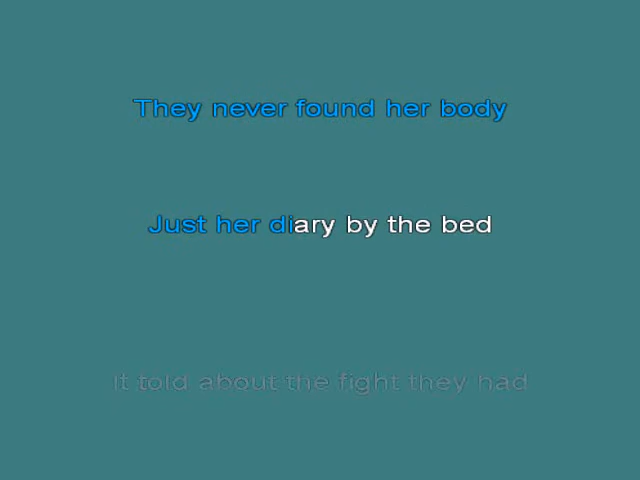 They never found her body
Just her diary by the bed
It told about the fight they had